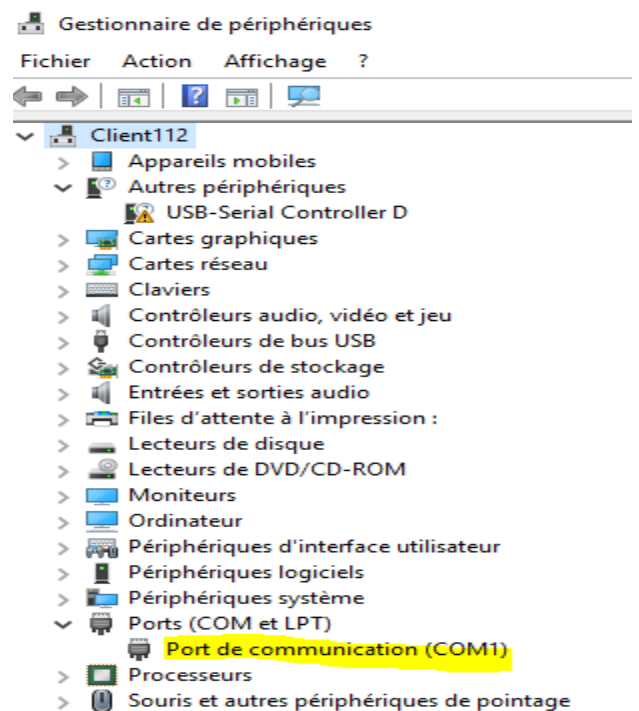 Gestionnaire de périphériques
Fichier Action Affichage ?
Client112
Appareils mobiles
Autres périphériques
USB-Serial Controller D
Cartes graphiques
Cartes réseau
Claviers
Contrôleurs audio, vidéo et jeu
Contrôleurs de bus USB
Contrôleurs de stockage
Entrées et sorties audio
Files d'attente à l'impression :
Lecteurs de disque
Lecteurs de DVD/CD-ROM
Moniteurs
Ordinateur
Périphériques d'interface utilisateur
Périphériques logiciels
Périphériques système
Ports (COM et LPT)
Port de communication (COM1)
Processeurs
Souris et autres périphériques de pointage